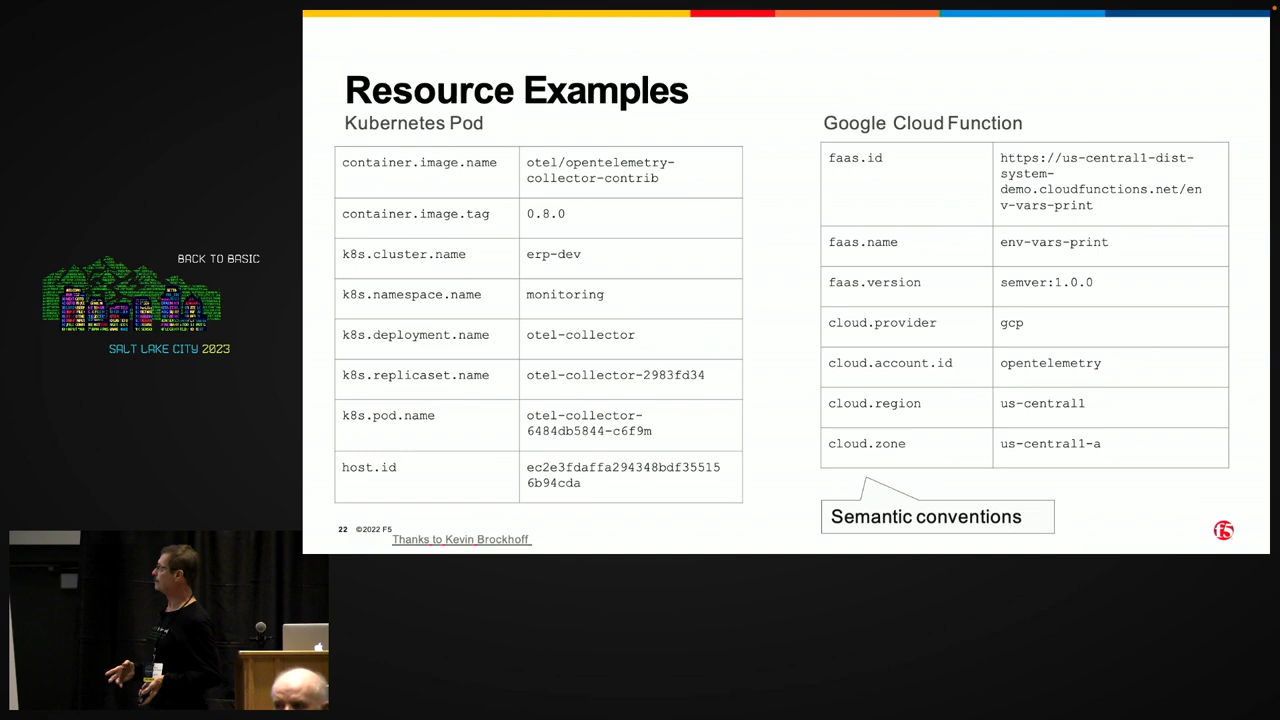 Resource Examples
Kubernetes Pod
container.image.name
otel/opentelemetry-
collector-contrib
container.image.tag
0.8.0
k8s.cluster.name
erp-dev
k8s.namespace.name
monitoring
k8s.deployment.name
otel-collector
k8s.replicaset.name
otel-collector-2983fd34
k8s.pod.name
otel-collector-
6484db5844-c6f9m
host.id
ec2e3fdaffa294348bdf35515
6b94cda
Google Cloud Function
faas.id
https://us-central1-dist-
system-
demo.cloudfunctions.net/en
v-vars-print
faas.name
env-vars-print
faas.version
semver:1.0.0
cloud.provider
gcp
cloud.account.id
opentelemetry
cloud.region
us-central1
cloud.zone
us-central1-a
Semantic conventions
22 ©2022 F5
Thanks to Kevin Brockhoff
f5
BACK TO BASIC
SALT LAKE CITY 2023